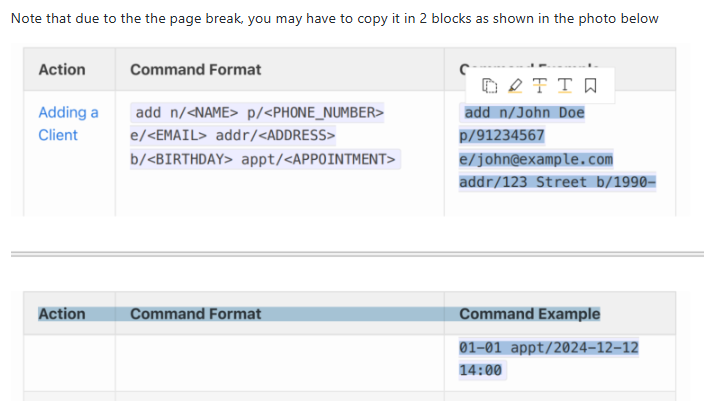 Note that due to the the page break, you may have to copy it in 2 blocks as shown in the photo below
Action Command Format
Adding a Client
add n/<NAME> p/<PHONE_NUMBER>
e/<EMAIL> addr/<ADDRESS>
b/<BIRTHDAY> appt/<APPOINTMENT>
add n/John Doe
p/91234567
e/john@example.com
addr/123 Street b/1990-
Action Command Format Command Example
01-01 appt/2024-12-12
14:00